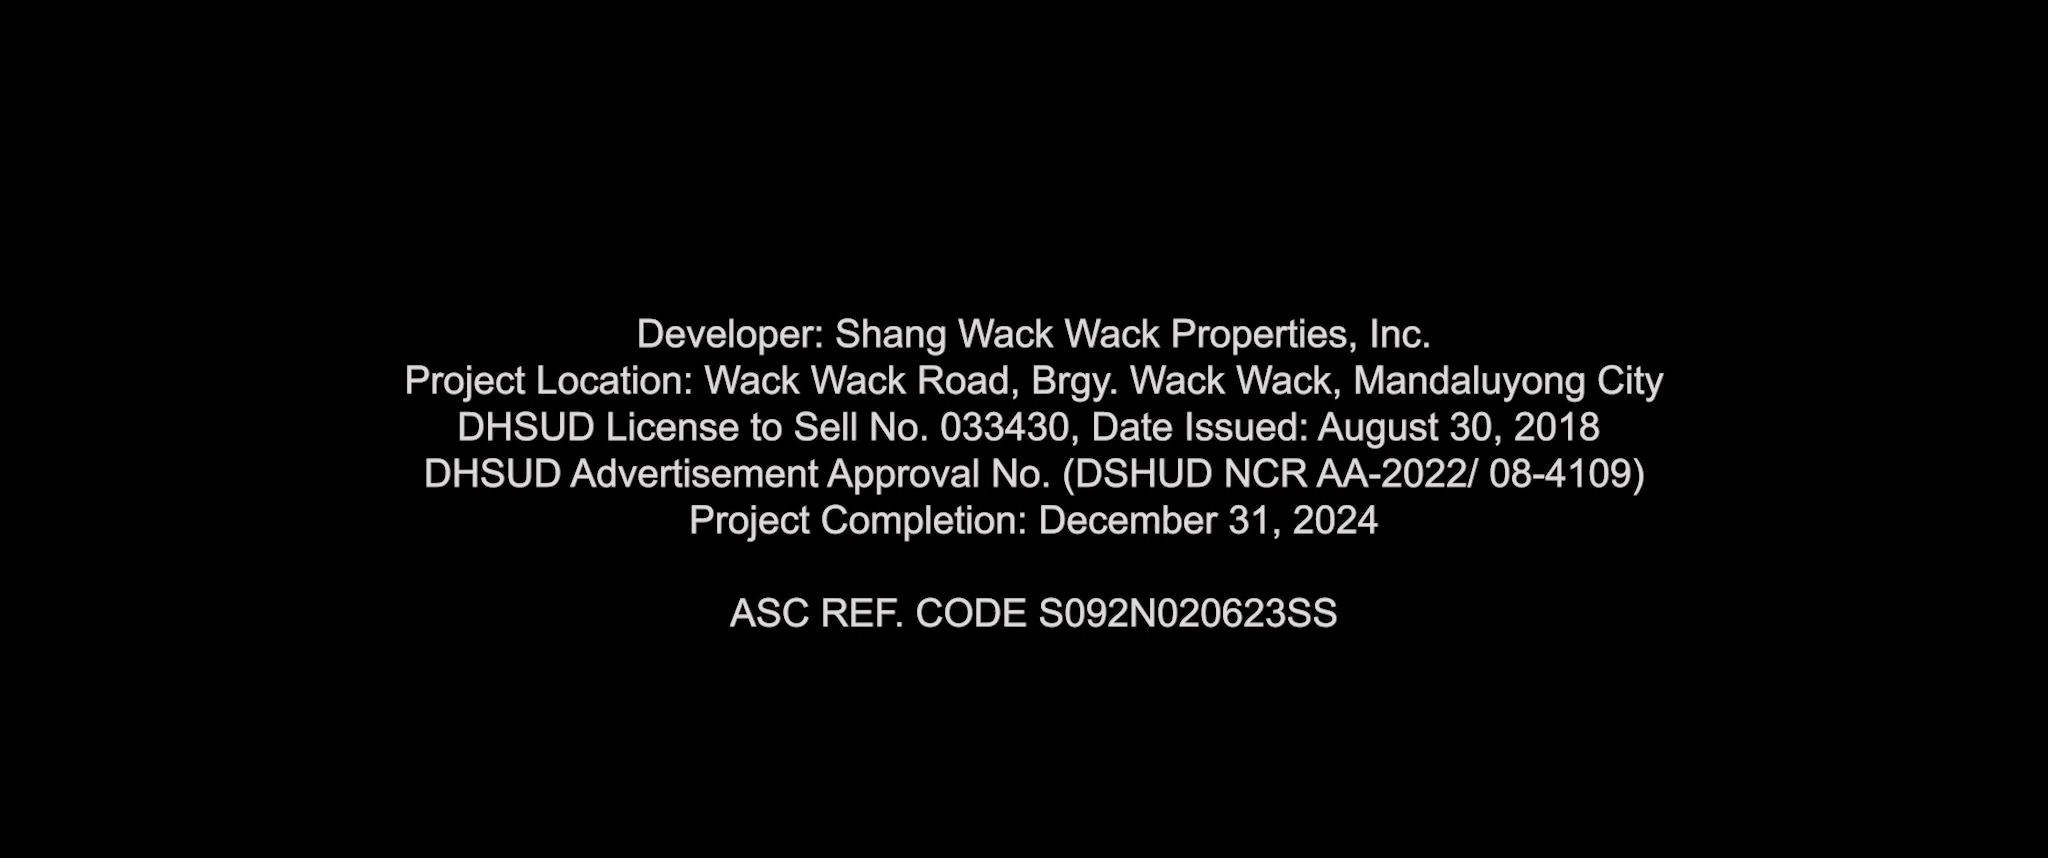 Developer: Shang Wack Wack Properties, Inc.
Project Location: Wack Wack Road, Brgy. Wack Wack, Mandaluyong City
DHSUD License to Sell No. 033430, Date Issued: August 30, 2018
DHSUD Advertisement Approval No. (DSHUD NCR AA-2022/ 08-4109)
Project Completion: December 31, 2024
ASC REF. CODE S092N020623SS